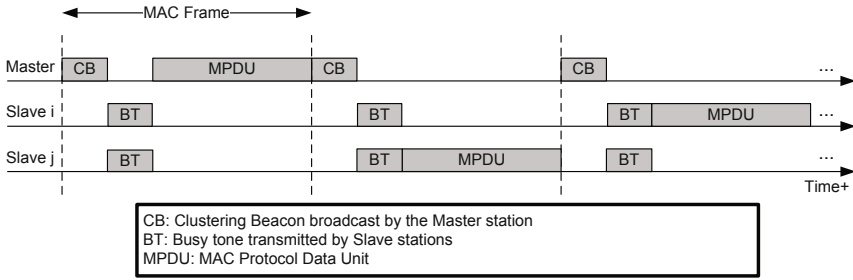 MAC Frame
Master CB MPDU CB CB ...
Slave i BT BT BT MPDU ...
Slave j BT BT MPDU BT ...
Time+
CB: Clustering Beacon broadcast by the Master station
BT: Busy tone transmitted by Slave stations
MPDU: MAC Protocol Data Unit